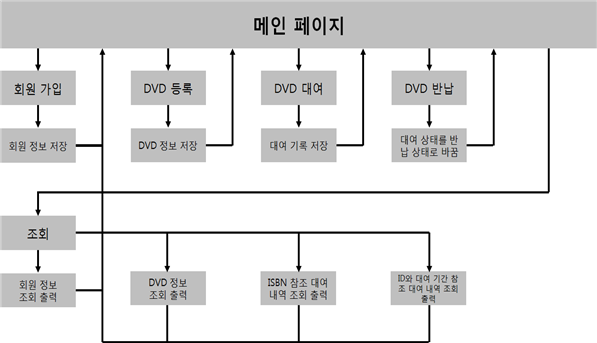 메인 페이지
회원 가입
DVD 등록
DVD 대여
DVD 반납
회원 정보 저장
DVD 정보 저장
대여 기록 저장
대여 상태를 반
납 상태로 바꿈
조회
회원 정보
조회 출력
DVD 정보
조회 출력
ISBN 참조 대여
내역 조회 출력
ID와 대여 기간 참
조 대여 내역 조회
출력